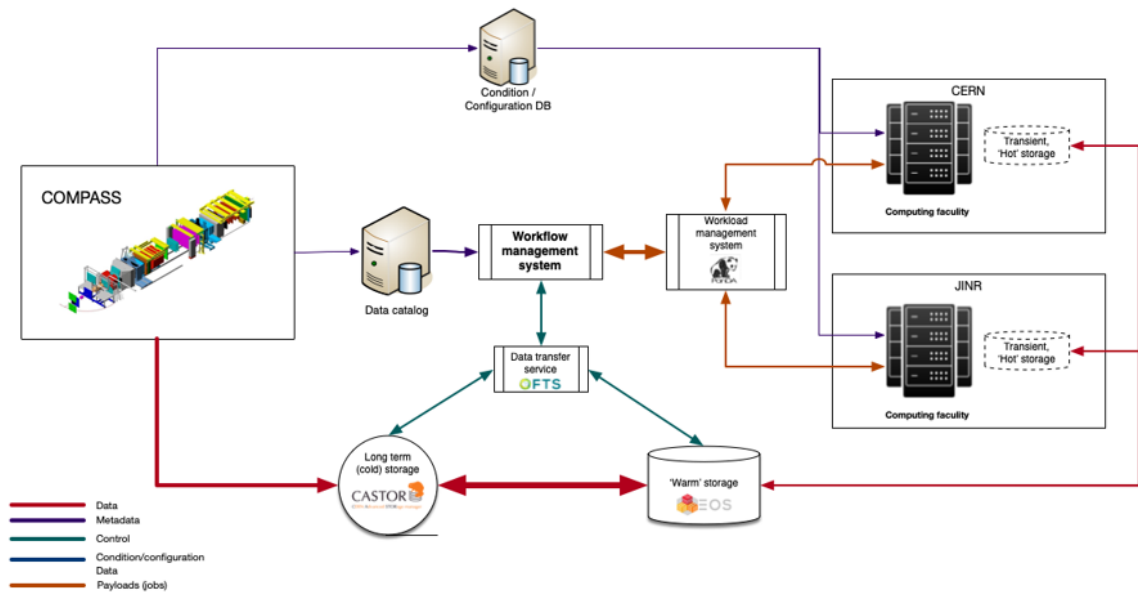 Condition /
Configuration DB
CERN
Transient,
'Hot' storage
Computing faculity
COMPASS
Data catalog
Workflow
management
system
Workload
management
system
PanDA
JINR
Transient,
'Hot' storage
Computing faculity
Data transfer
service
FTS
Long term
(cold) storage
CASTOR
'Warm' storage
EOS
Data
Metadata
Control
Condition/configuration
Data
Payloads (jobs)